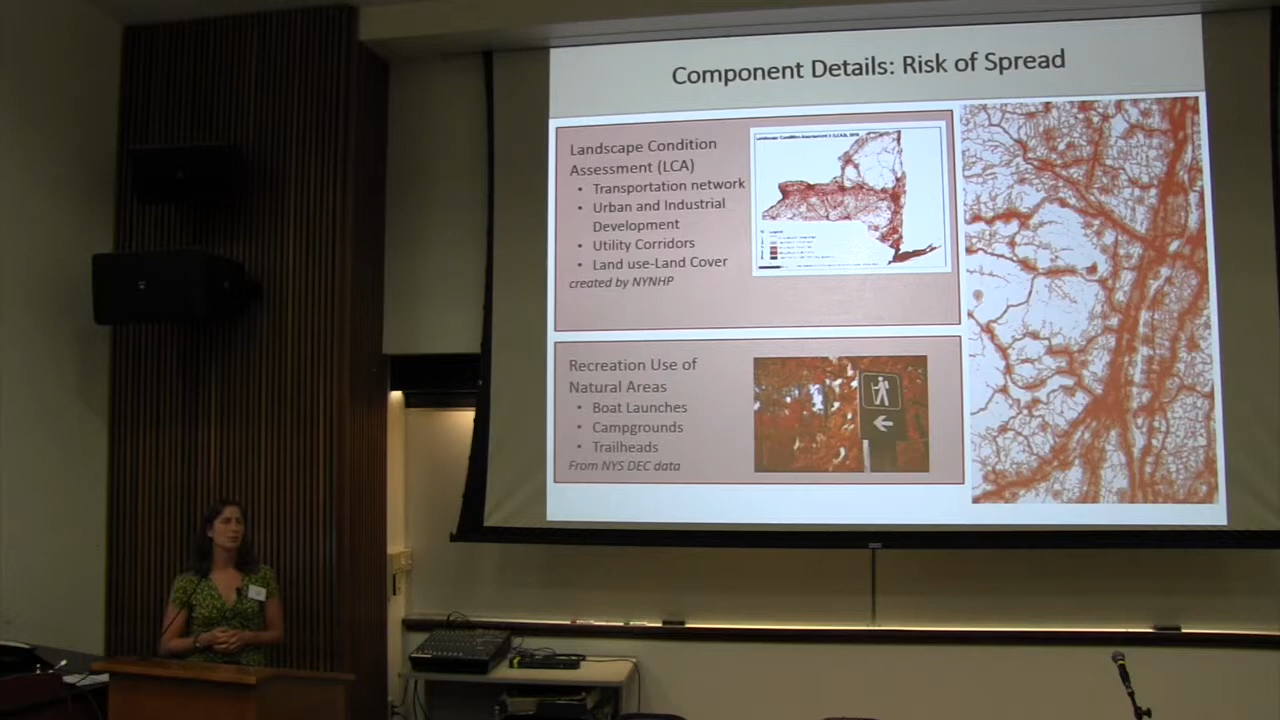 Component Details: Risk of Spread
Landscape Condition
Assessment (LCA)
• Transportation network
• Urban and Industrial
Development
• Utility Corridors
• Land use-Land Cover
created by NYNHP
Recreation Use of
Natural Areas
• Boat Launches
• Campgrounds
• Trailheads
From NYS DEC data